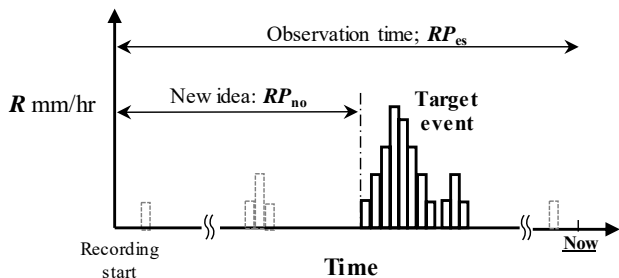 Observation time; RPes
New idea: RPno
Target
event
R mm/hr
Recording
start
Time
Now